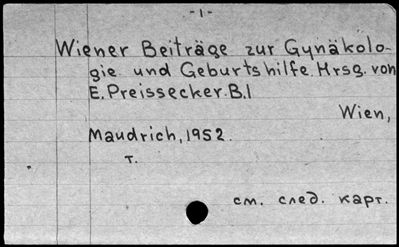 - 1 -
Wiener Beiträge zur Gynäkolo-
gie und Geburtshilfe. Hrsg. von
E. Preissecker. B.1
Wien,
Maudrich, 1952.
т.
см. след. карт.